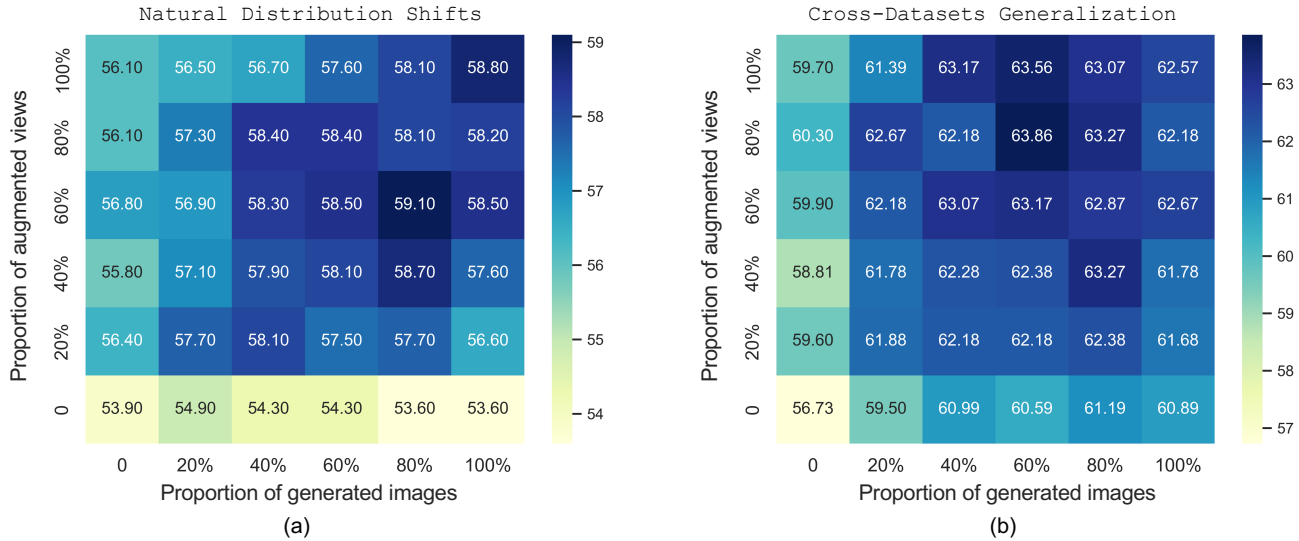 Natural Distribution Shifts
Proportion of augmented views
100%
56.10 56.50 56.70 57.60 58.10 58.80
80%
56.10 57.30 58.40 58.40 58.10 58.20
60%
56.80 56.90 58.30 58.50 59.10 58.50
40%
55.80 57.10 57.90 58.10 58.70 57.60
20%
56.40 57.70 58.10 57.50 57.70 56.60
0
53.90 54.90 54.30 54.30 53.60 53.60
0 20% 40% 60% 80% 100%
Proportion of generated images
59
58
57
56
55
54
(a)
Cross-Datasets Generalization
Proportion of augmented views
100%
59.70 61.39 63.17 63.56 63.07 62.57
80%
60.30 62.67 62.18 63.86 63.27 62.18
60%
59.90 62.18 63.07 63.17 62.87 62.67
40%
58.81 61.78 62.28 62.38 63.27 61.78
20%
59.60 61.88 62.18 62.18 62.38 61.68
0
56.73 59.50 60.99 60.59 61.19 60.89
0 20% 40% 60% 80% 100%
Proportion of generated images
63
62
61
60
59
58
57
(b)